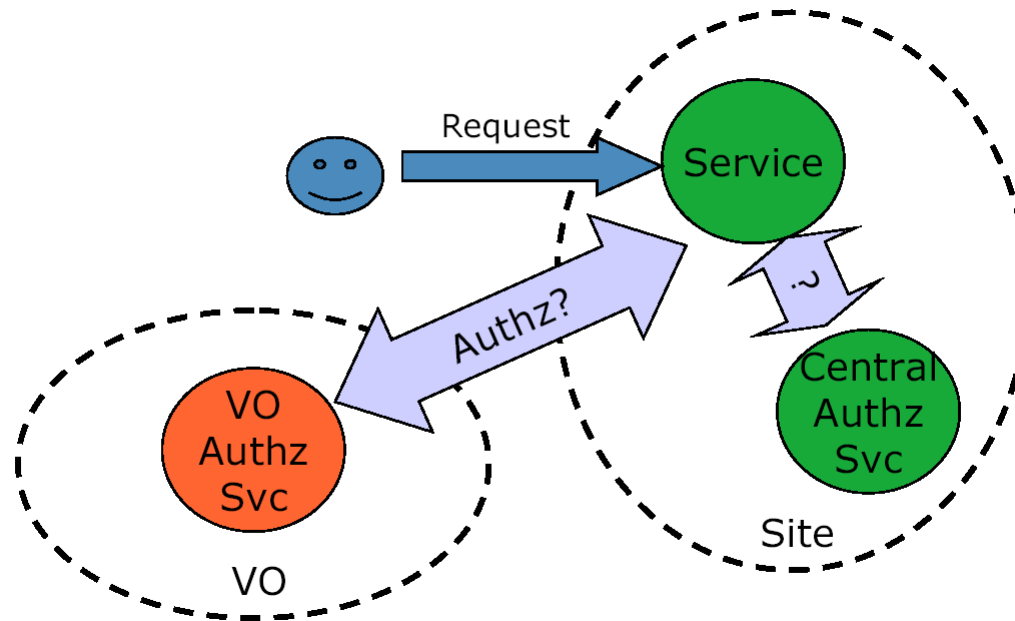 Request
Service
Authz?
?
Central
Authz
Svc
VO
Authz
Svc
Site
VO